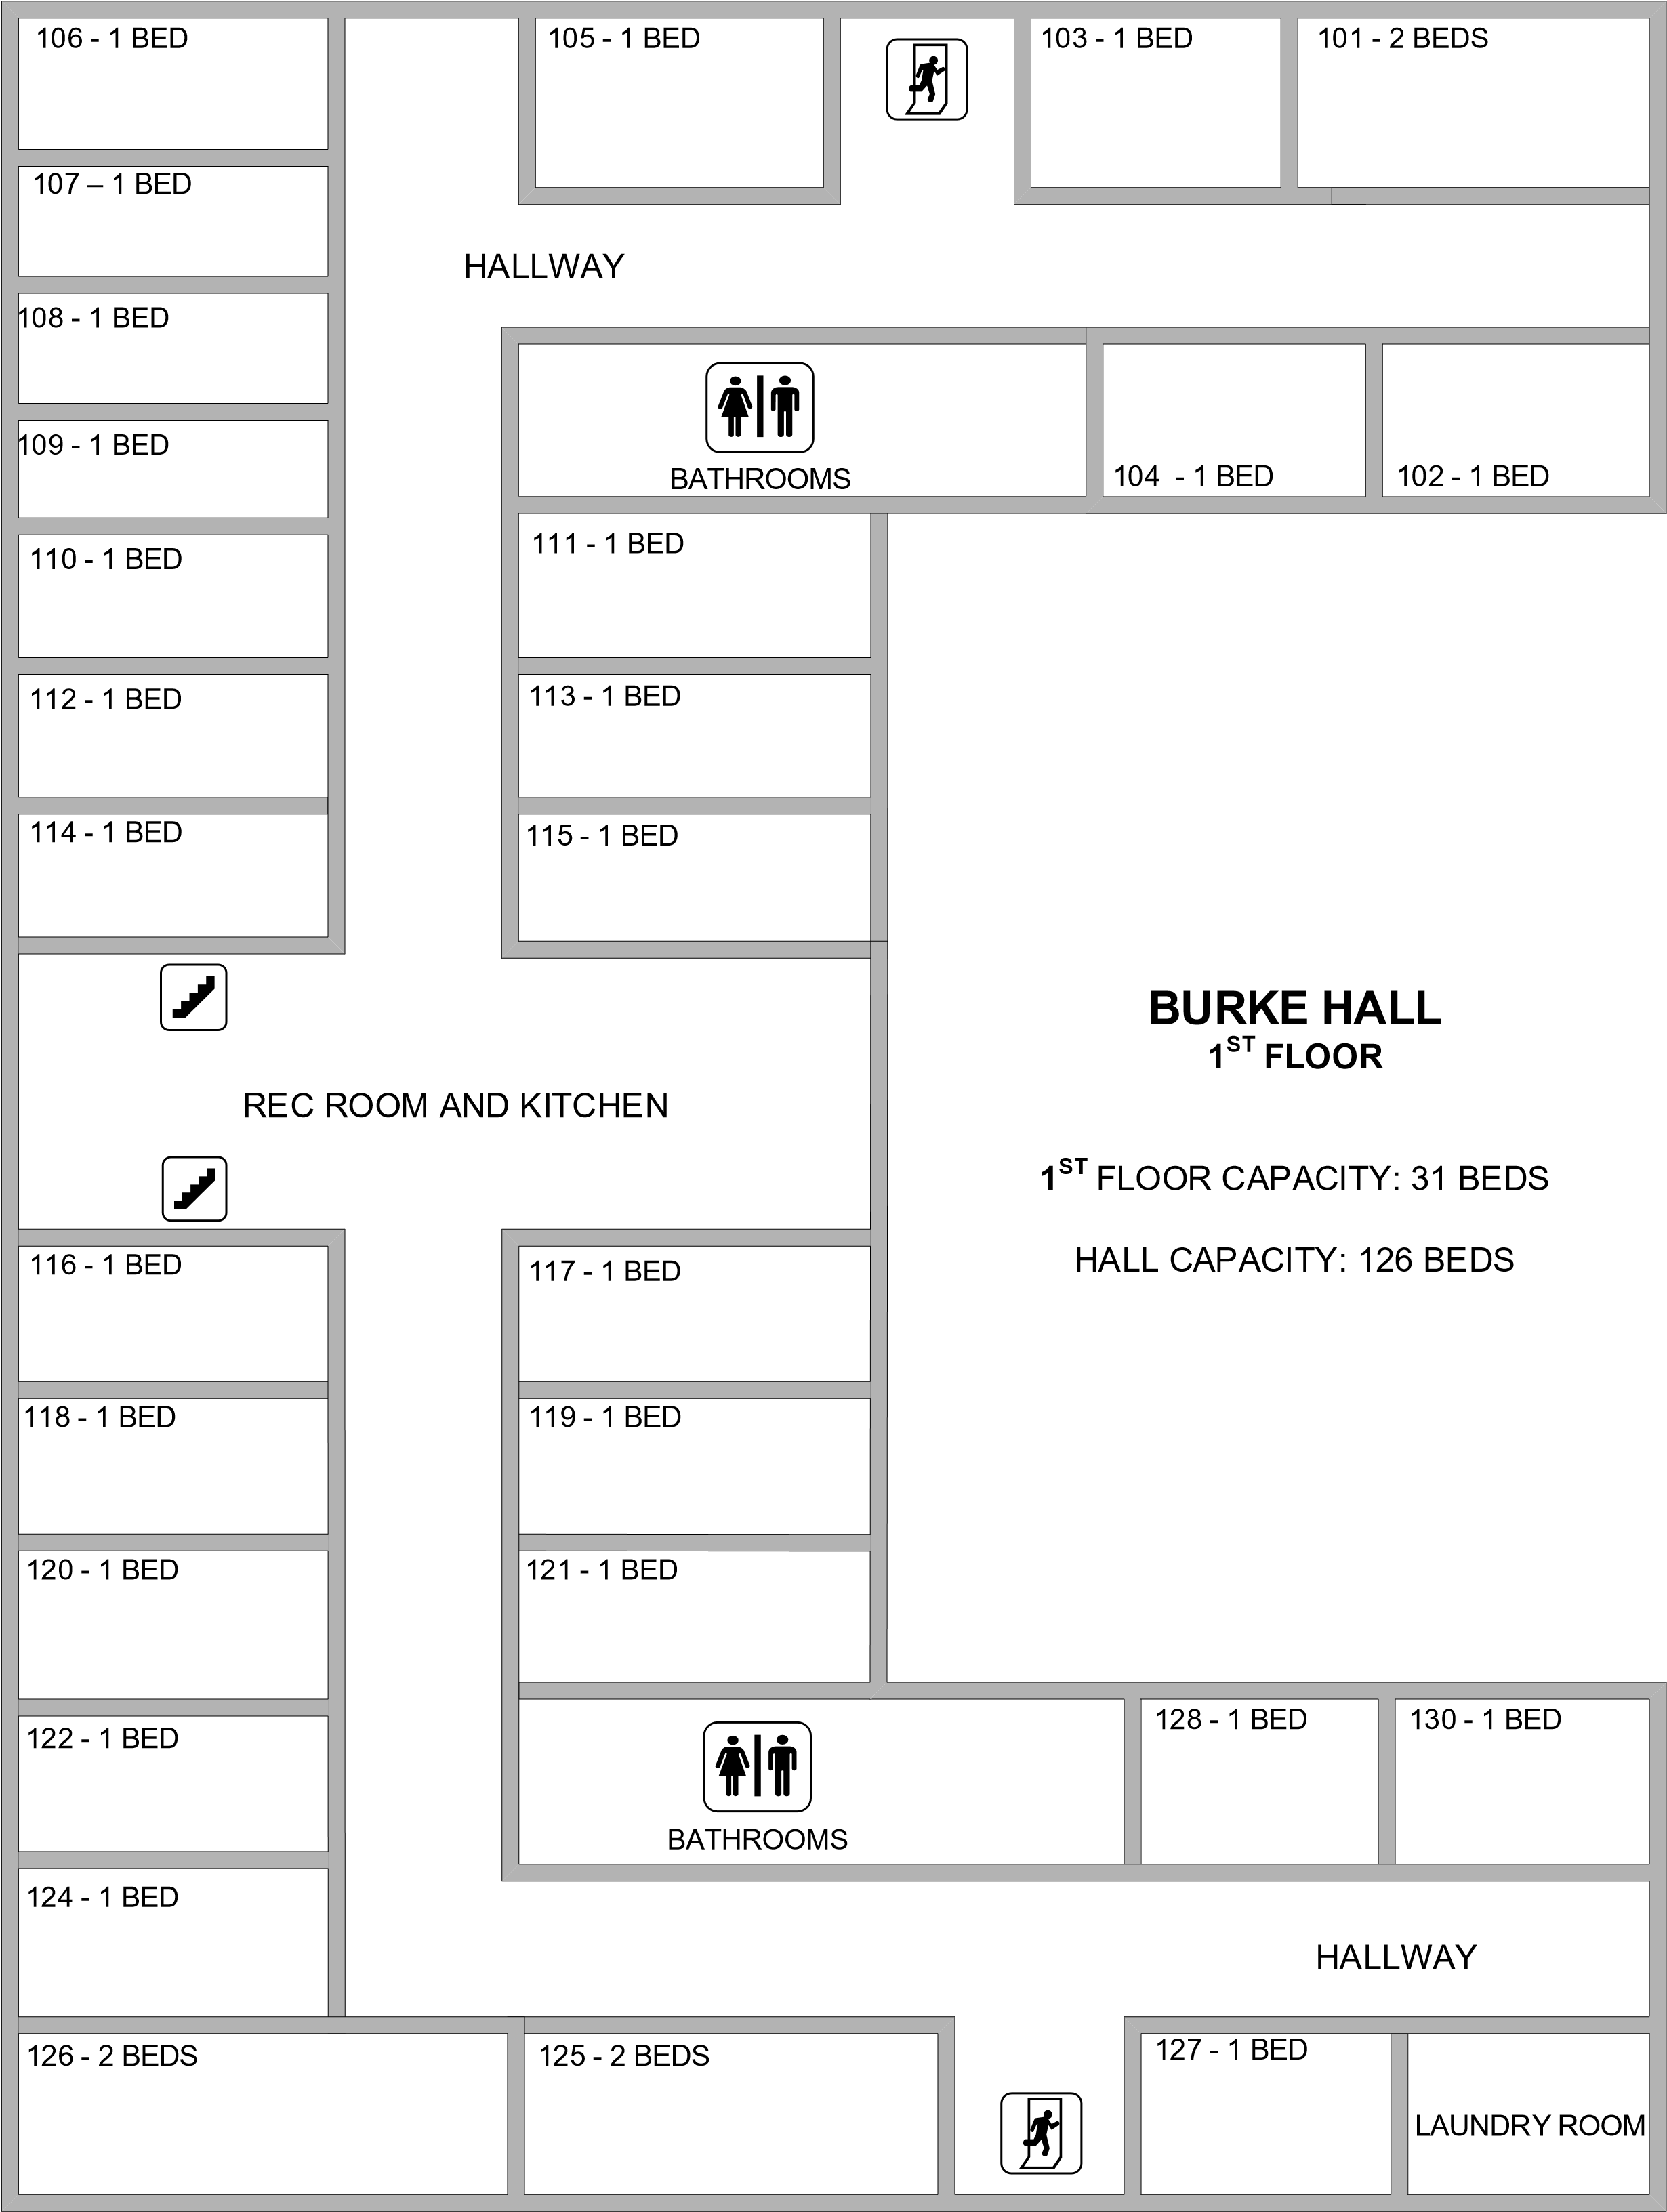 106 - 1 BED
105 - 1 BED
103 - 1 BED
101 - 2 BEDS
107 – 1 BED
HALLWAY
108 - 1 BED
109 - 1 BED
BATHROOMS
104 - 1 BED
102 - 1 BED
110 - 1 BED
111 - 1 BED
112 - 1 BED
113 - 1 BED
114 - 1 BED
115 - 1 BED
BURKE HALL
1ST FLOOR
REC ROOM AND KITCHEN
1ST FLOOR CAPACITY: 31 BEDS
HALL CAPACITY: 126 BEDS
116 - 1 BED
117 - 1 BED
118 - 1 BED
119 - 1 BED
120 - 1 BED
121 - 1 BED
122 - 1 BED
128 - 1 BED
130 - 1 BED
BATHROOMS
124 - 1 BED
HALLWAY
126 - 2 BEDS
125 - 2 BEDS
127 - 1 BED
LAUNDRY ROOM